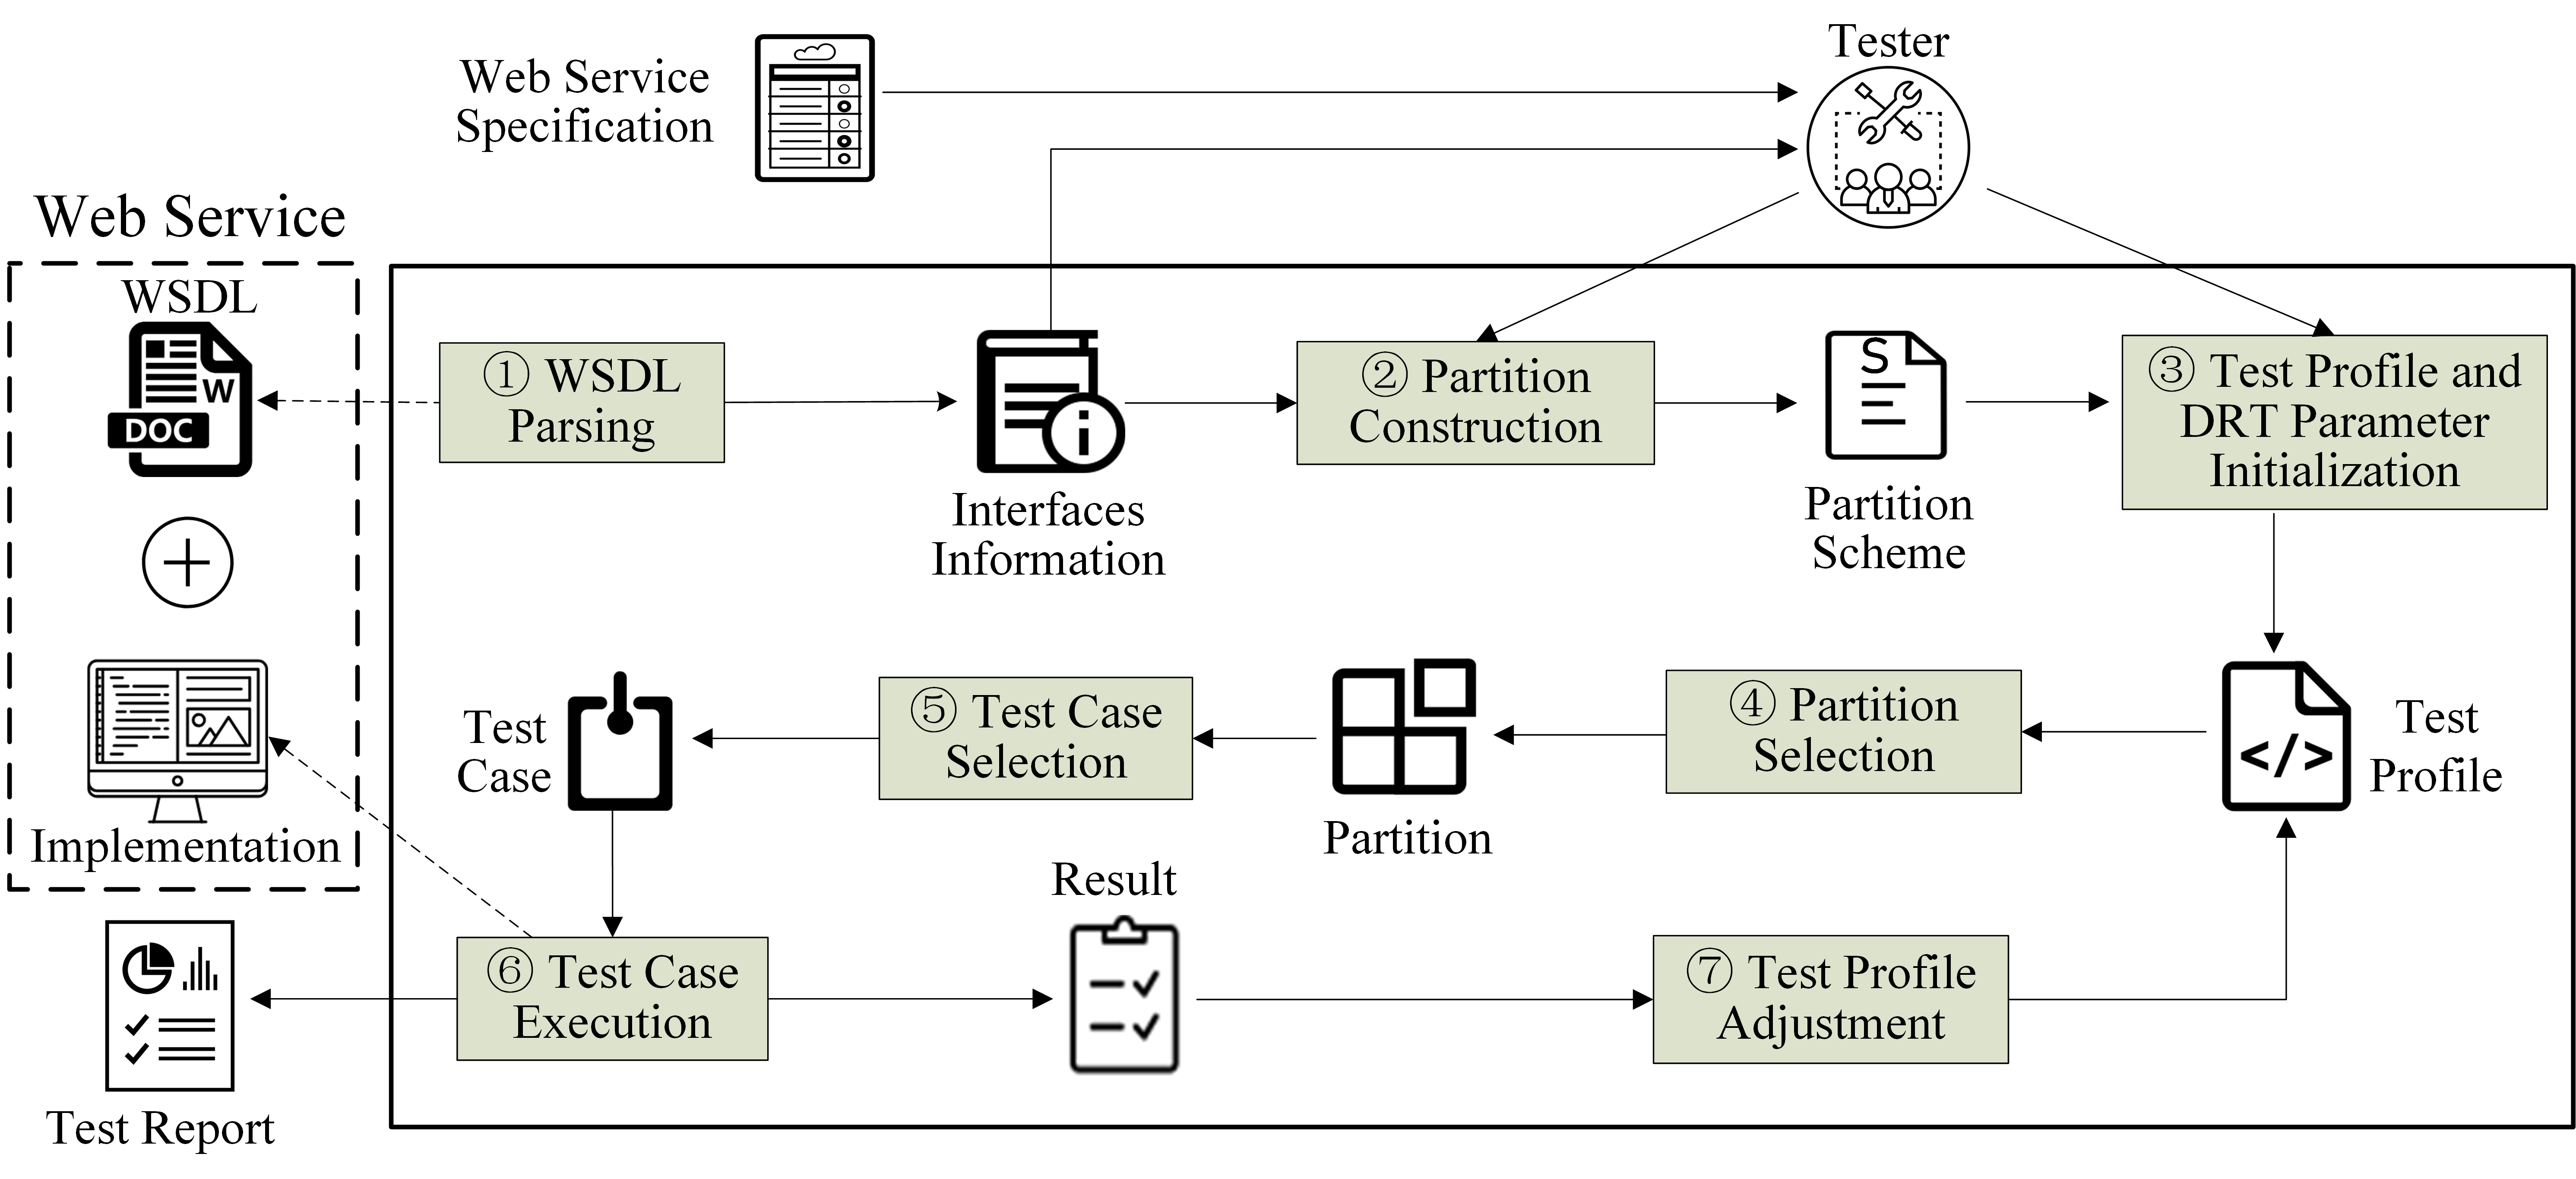 Tester
Web Service
Specification
Web Service
WSDL
W
DOC
① WSDL
Parsing
Interfaces
Information
② Partition
Construction
S
Partition
Scheme
③ Test Profile and
DRT Parameter
Initialization
Implementation
Test
Case
⑤ Test Case
Selection
Partition
④ Partition
Selection
</>
Test
Profile
Result
⑥ Test Case
Execution
⑦ Test Profile
Adjustment
Test Report